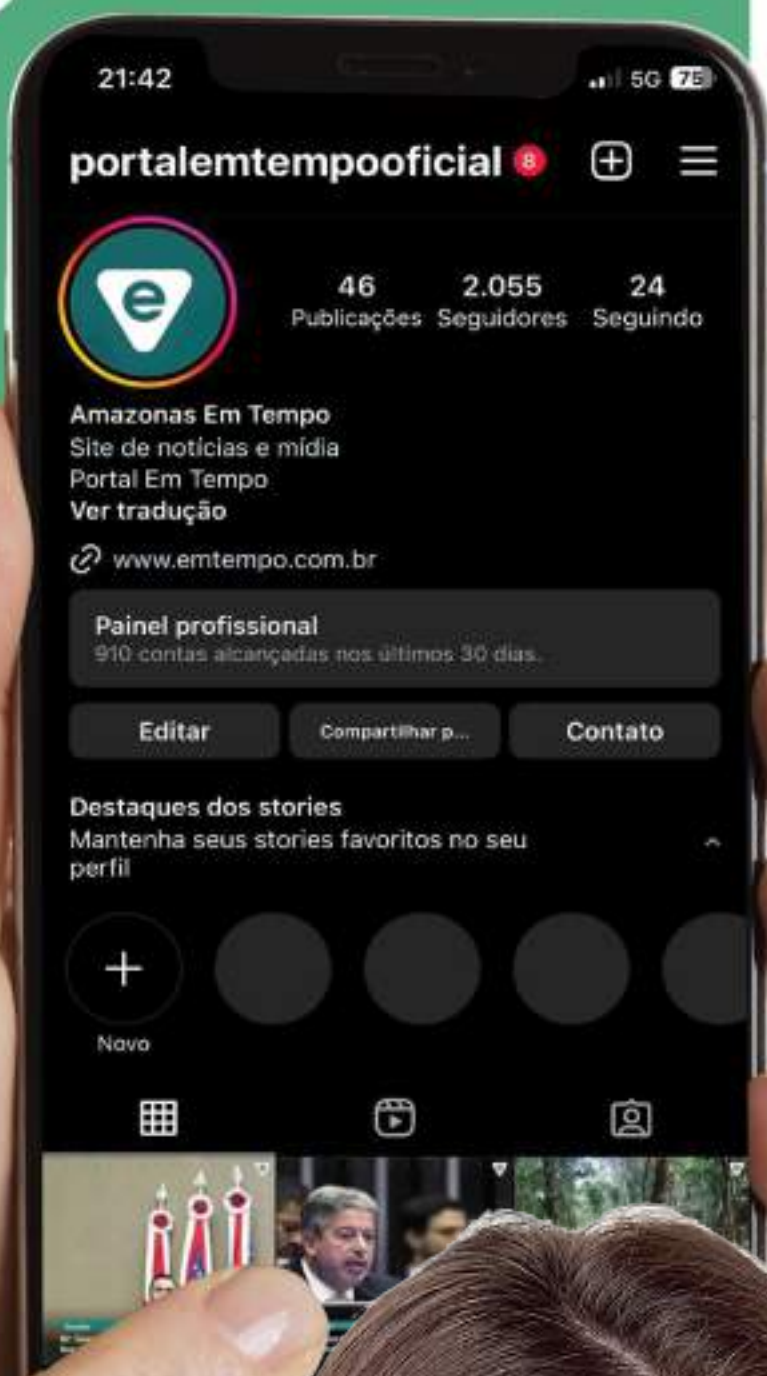 21:42
5G 75
portalemtempooficial 8
e
46 2.055 24
Publicações Seguidores Seguindo
Amazonas Em Tempo
Site de notícias e mídia
Portal Em Tempo
Ver tradução
www.emtempo.com.br
Painel profissional
910 contas alcançadas nos últimos 30 dias.
Editar Compartilhar p... Contato
Destaques dos stories
Mantenha seus stories favoritos no seu
perfil
Novo